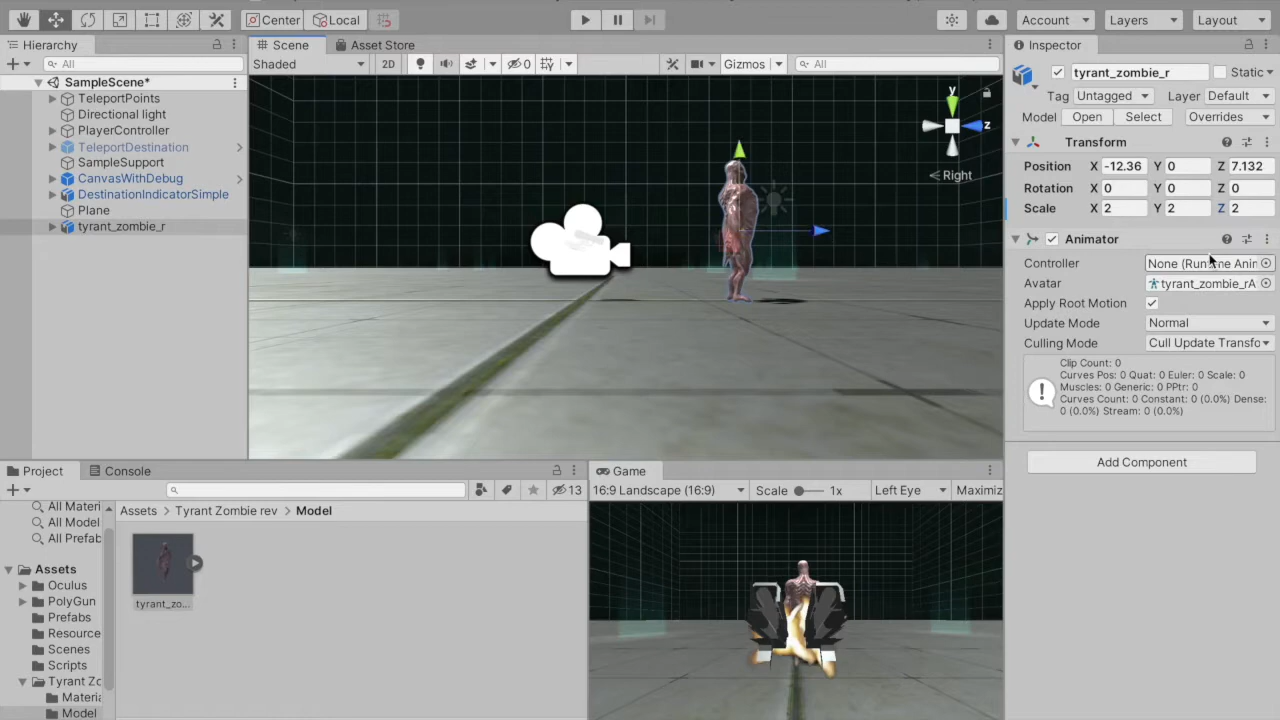 Center
Local
Account
Layers
Layout
Hierarchy
All
SampleScene*
TeleportPoints
Directional light
PlayerController
TeleportDestination
SampleSupport
CanvasWithDebug
DestinationIndicatorSimple
Plane
tyrant_zombie_r
Scene
Asset Store
Shaded
2D
0
Gizmos
All
y
z
Right
Inspector
tyrant_zombie_r
Static
Tag Untagged Layer Default
Model Open Select Overrides
Transform
Position X -12.36 Y 0 Z 7.132
Rotation X 0 Y 0 Z 0
Scale X 2 Y 2 Z 2
Animator
Controller None (Runtime Anin
Avatar tyrant_zombie_rA
Apply Root Motion
Update Mode Normal
Culling Mode Cull Update Transfo
Clip Count: 0
Curves Pos: 0 Quat: 0 Euler: 0 Scale: 0
Muscles: 0 Generic: 0 PPtr: 0
Curves Count: 0 Constant: 0 (0.0%) Dense:
0 (0.0%) Stream: 0 (0.0%)
Add Component
Project
Console
13
All Materi
All Model
All Prefab
Assets
Oculus
PolyGun
Prefabs
Resource
Scenes
Scripts
Tyrant Zo
Materia
Model
Assets > Tyrant Zombie rev > Model
tyrant_zo...
Game
16:9 Landscape (16:9)
Scale
1x
Left Eye
Maximiz